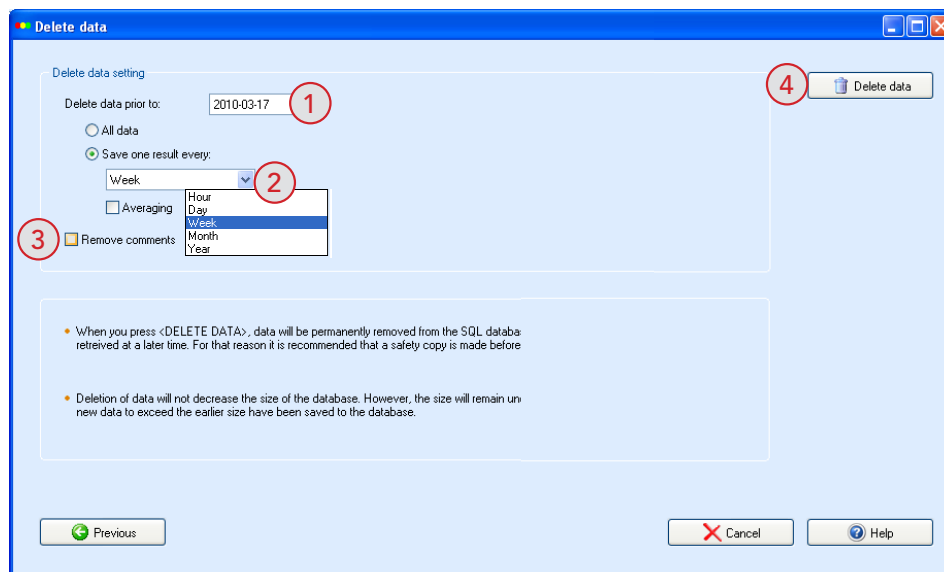 Delete data
Delete data setting
Delete data prior to: 2010-03-17 1
4 Delete data
All data
Save one result every:
Week 2
Hour
Averaging Day
Week
3 Remove comments Month
Year
When you press <DELETE DATA>, data will be permanently removed from the SQL databa
retreived at a later time. For that reason it is recommended that a safety copy is made before
Deletion of data will not decrease the size of the database. However, the size will remain un
new data to exceed the earlier size have been saved to the database.
Previous Cancel Help